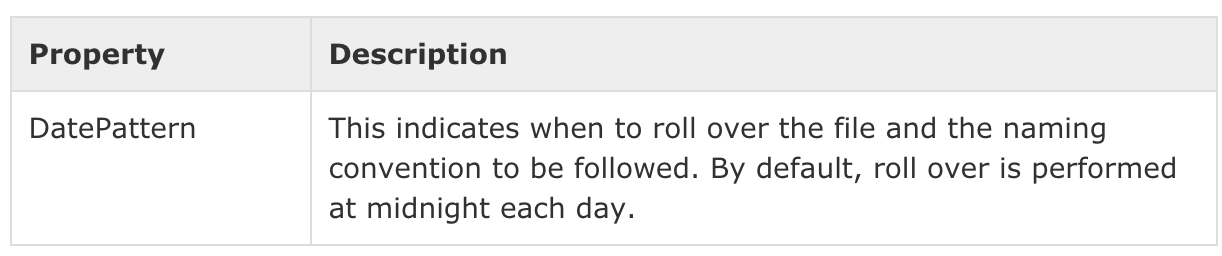 Property Description
DatePattern This indicates when to roll over the file and the naming
convention to be followed. By default, roll over is performed
at midnight each day.